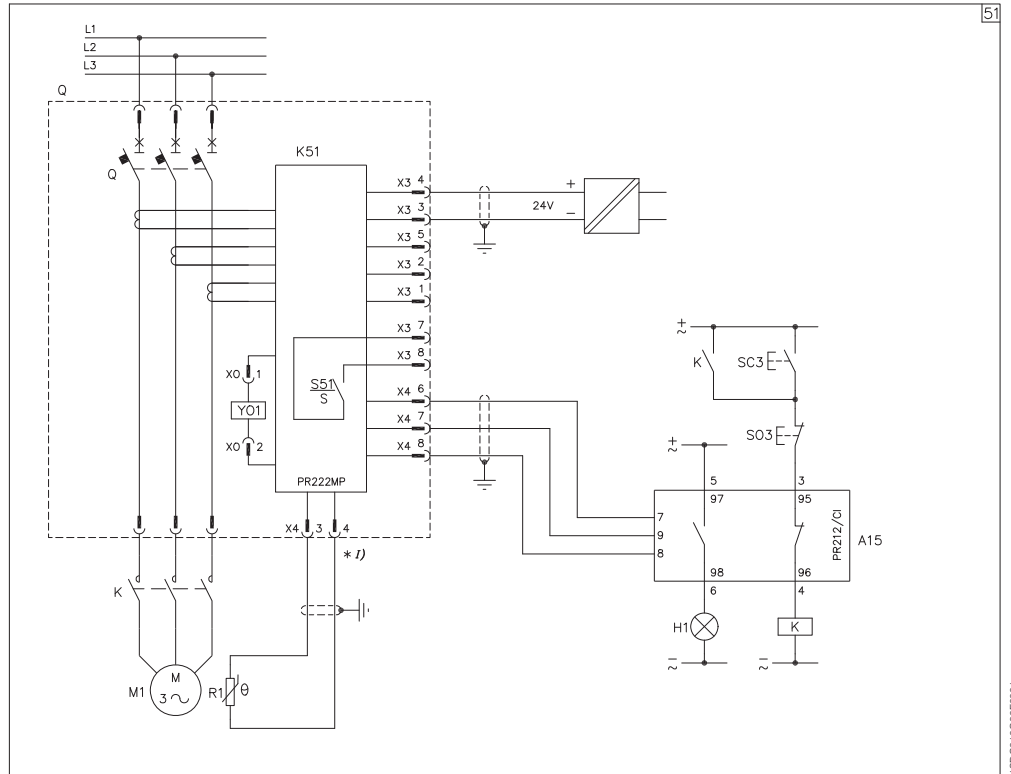 51
L1
L2
L3
Q
K51
Q
X3 4
X3 3
X3 5
X3 2
X3 1
X3 7
X3 8
X4 6
X4 7
X4 8
+
24V
−
S51
S
X0 1
Y01
X0 2
PR222MP
X4 3 4
* 1)
K
M1
M
3 ~
R1 θ
+
~
K
SC3
SO3
+
~
5
97
3
95
7
9
8
PR212/CI
A15
98
6
96
4
H1
K
−
~
−
~